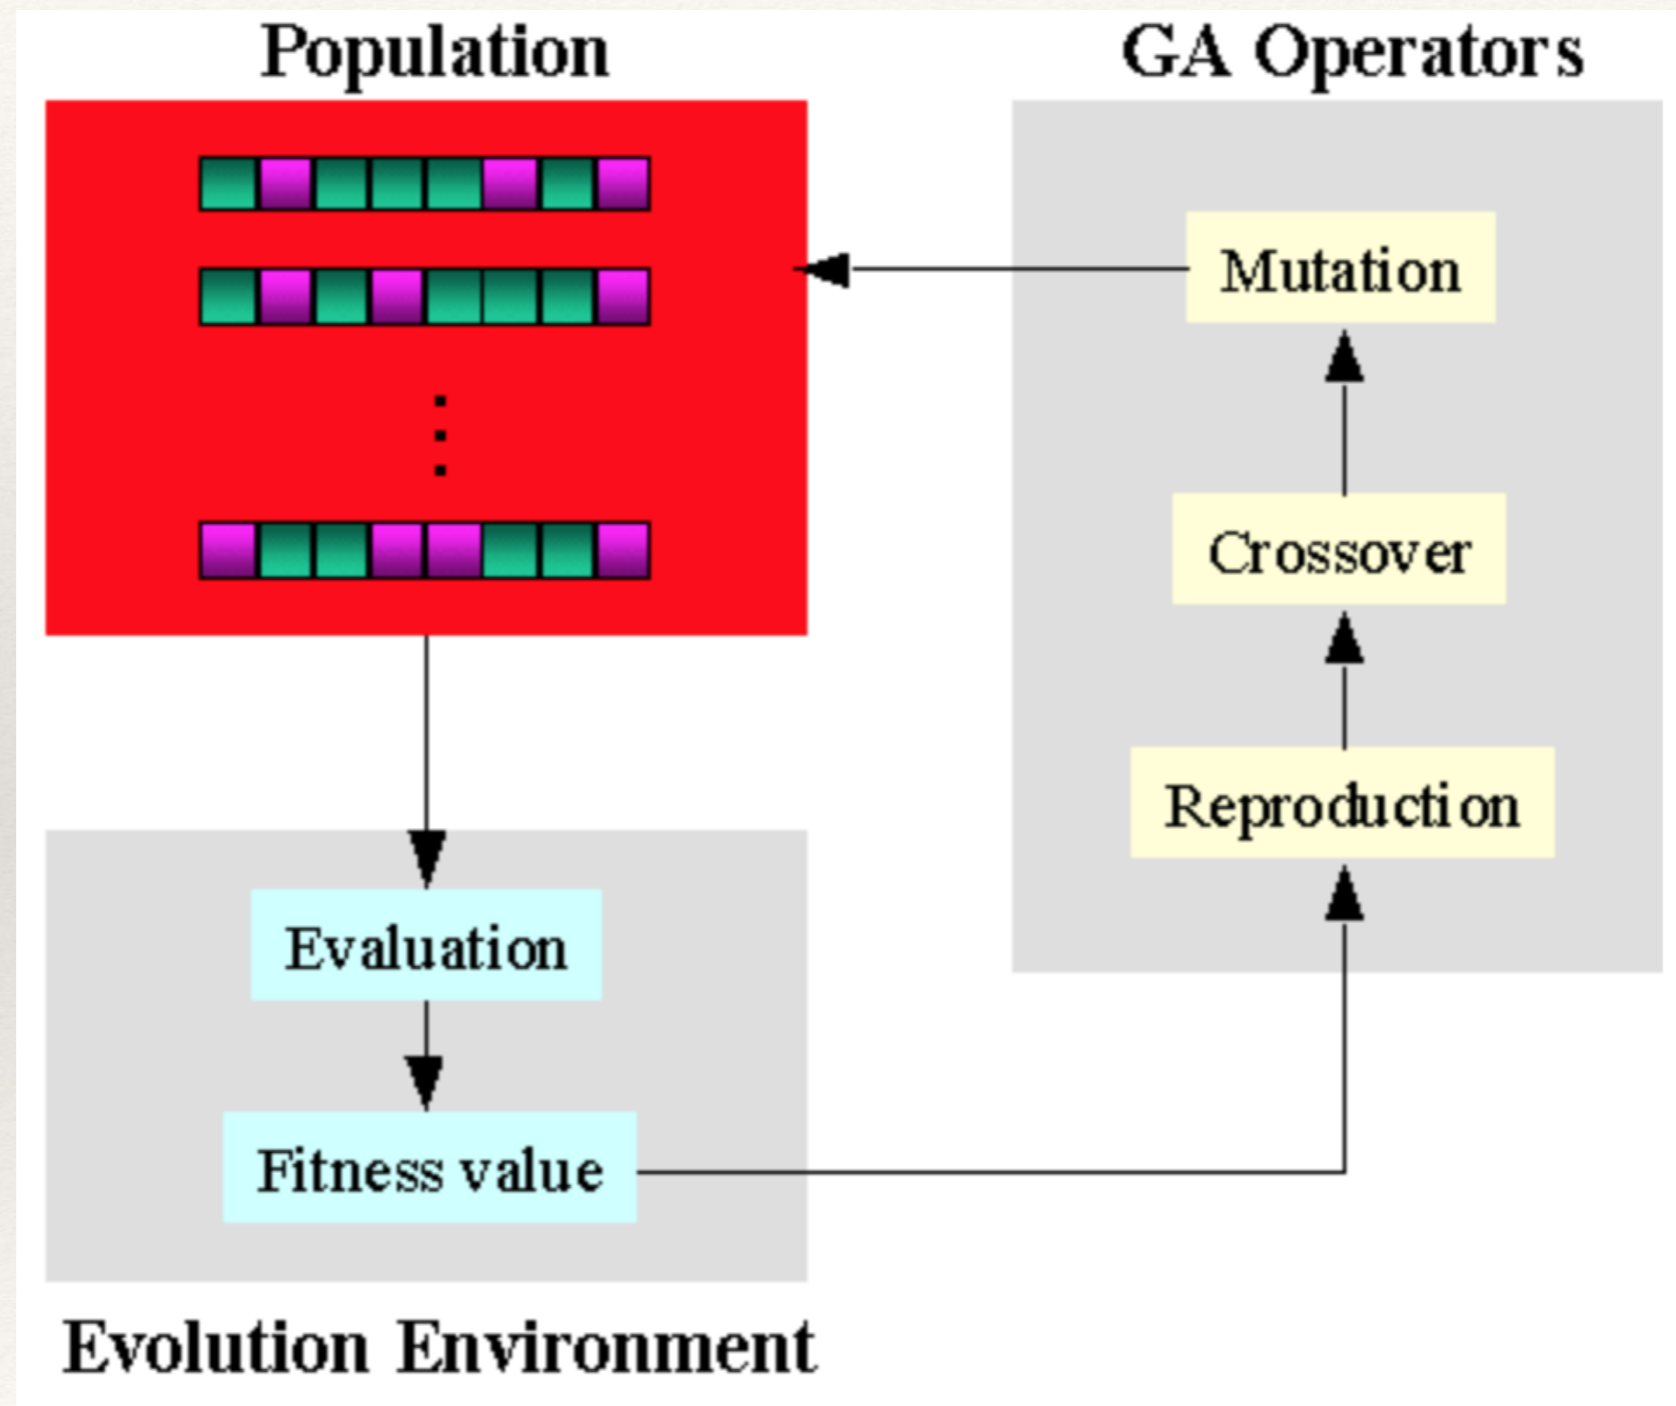 Population
GA Operators
Mutation
Crossover
Reproduction
Evaluation
Fitness value
Evolution Environment